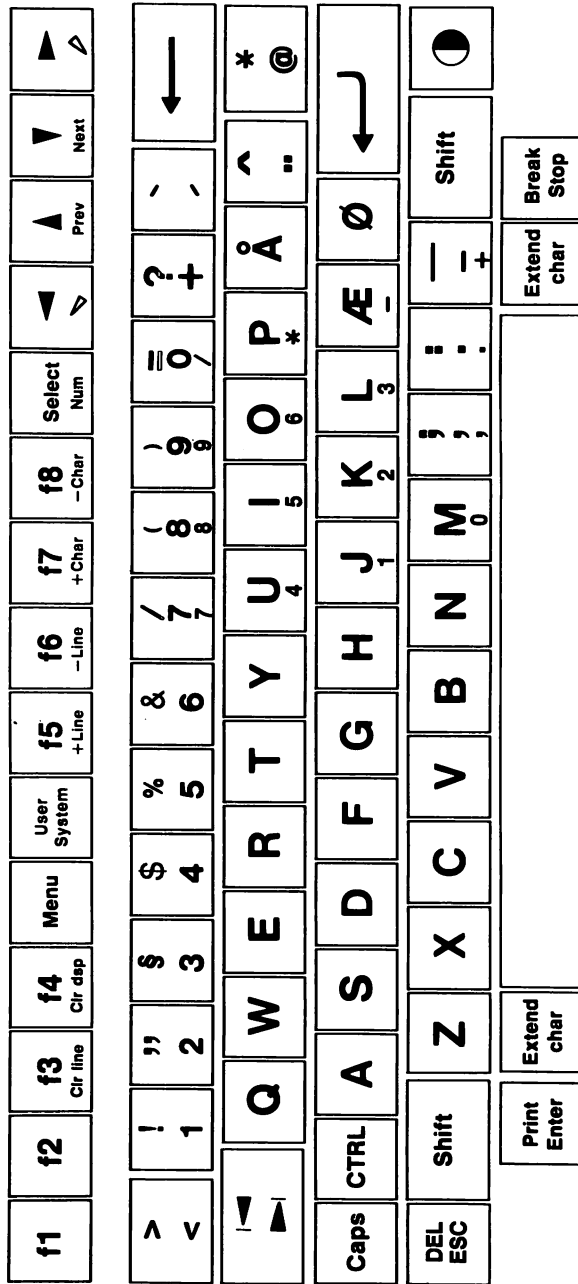 f1 f2 f3 f4 Menu User f5 f6 f7 f8 Select ◄ ▲ ▼ ►
Clr line Clr dsp System +Line −Line +Char −Char Num Prev Next
> ! ” § $ % & / ( ) = ? `
< 1 2 3 4 5 6 7 8 9 0 + ´ ←
7 8 9 /
Q W E R T Y U I O P Å ^ *
4 5 6 * ¨ @
Caps CTRL A S D F G H J K L Æ Ø
1 2 3 -
DEL Shift Z X C V B N M ; : _ Shift
ESC , . -
0 , . +
Print Extend Extend Break
Enter char char Stop